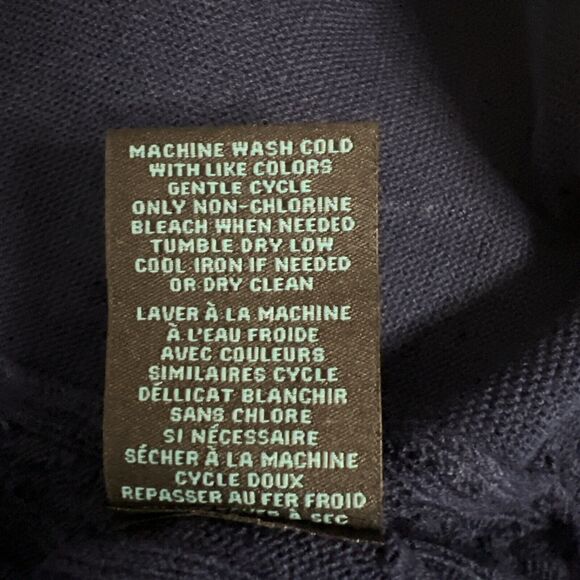 MACHINE WASH COLD
WITH LIKE COLORS
GENTLE CYCLE
ONLY NON-CHLORINE
BLEACH WHEN NEEDED
TUMBLE DRY LOW
COOL IRON IF NEEDED
OR DRY CLEAN
LAVER À LA MACHINE
À L'EAU FROIDE
AVEC COULEURS
SIMILAIRES CYCLE
DÉLLICAT BLANCHIR
SANS CHLORE
SI NÉCESSAIRE
SÉCHER À LA MACHINE
CYCLE DOUX
REPASSER AU FER FROID
À SEC